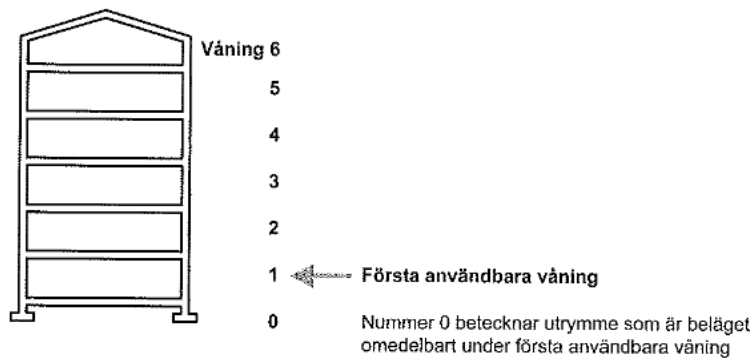 Våning 6
5
4
3
2
1 Första användbara våning
0 Nummer 0 betecknar utrymme som är beläget
omedelbart under första användbara våning